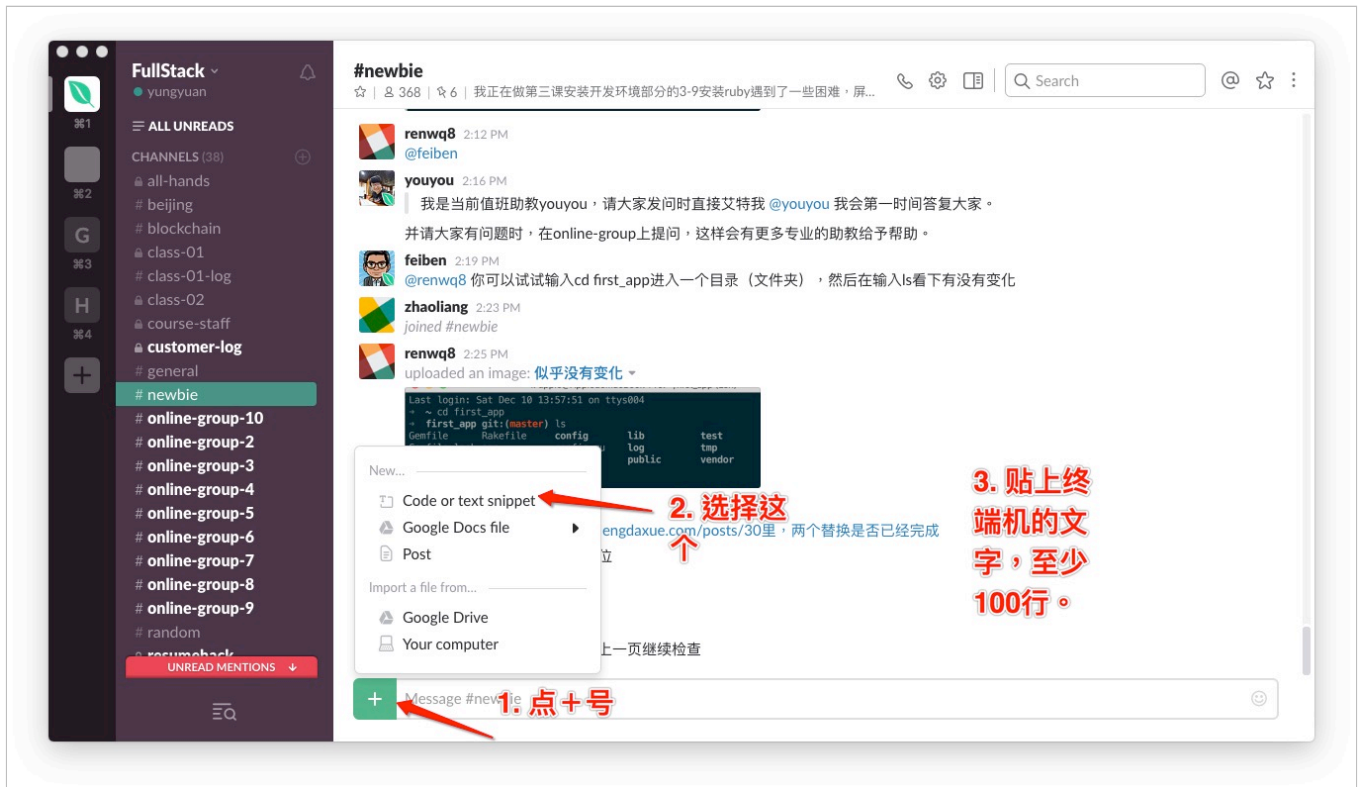 FullStack
yungyuan
ALL UNREADS
CHANNELS (38)
all-hands
# beijing
# blockchain
class-01
# class-01-log
class-02
course-staff
customer-log
# general
# newbie
# online-group-10
# online-group-2
# online-group-3
# online-group-4
# online-group-5
# online-group-6
# online-group-7
# online-group-8
# online-group-9
# random
resumehack
UNREAD MENTIONS ↓
⌘1
⌘2
G
⌘3
H
⌘4
#newbie
368 | 6 | 我正在做第三课安装开发环境部分的3-9安装ruby遇到了一些困难，屏...
Search
renwq8 2:12 PM
@feiben
youyou 2:16 PM
我是当前值班助教youyou，请大家发问时直接艾特我 @youyou 我会第一时间答复大家。
并请大家有问题时，在online-group上提问，这样会有更多专业的助教给予帮助。
feiben 2:19 PM
@renwq8 你可以试试输入cd first_app进入一个目录（文件夹），然后在输入ls看下有没有变化
zhaoliang 2:23 PM
joined #newbie
renwq8 2:25 PM
uploaded an image: 似乎没有变化
Last login: Sat Dec 10 13:57:51 on ttys004
~ cd first_app
first_app git:(master) ls
Gemfile Rakefile config lib test
log tmp
public vendor
New...
Code or text snippet
Google Docs file
Post
Import a file from...
Google Drive
Your computer
engdaxue.com/posts/30里，两个替换是否已经完成
位
上一页继续检查
Message #newbie
1. 点＋号
2. 选择这
个
3. 贴上终
端机的文
字，至少
100行。